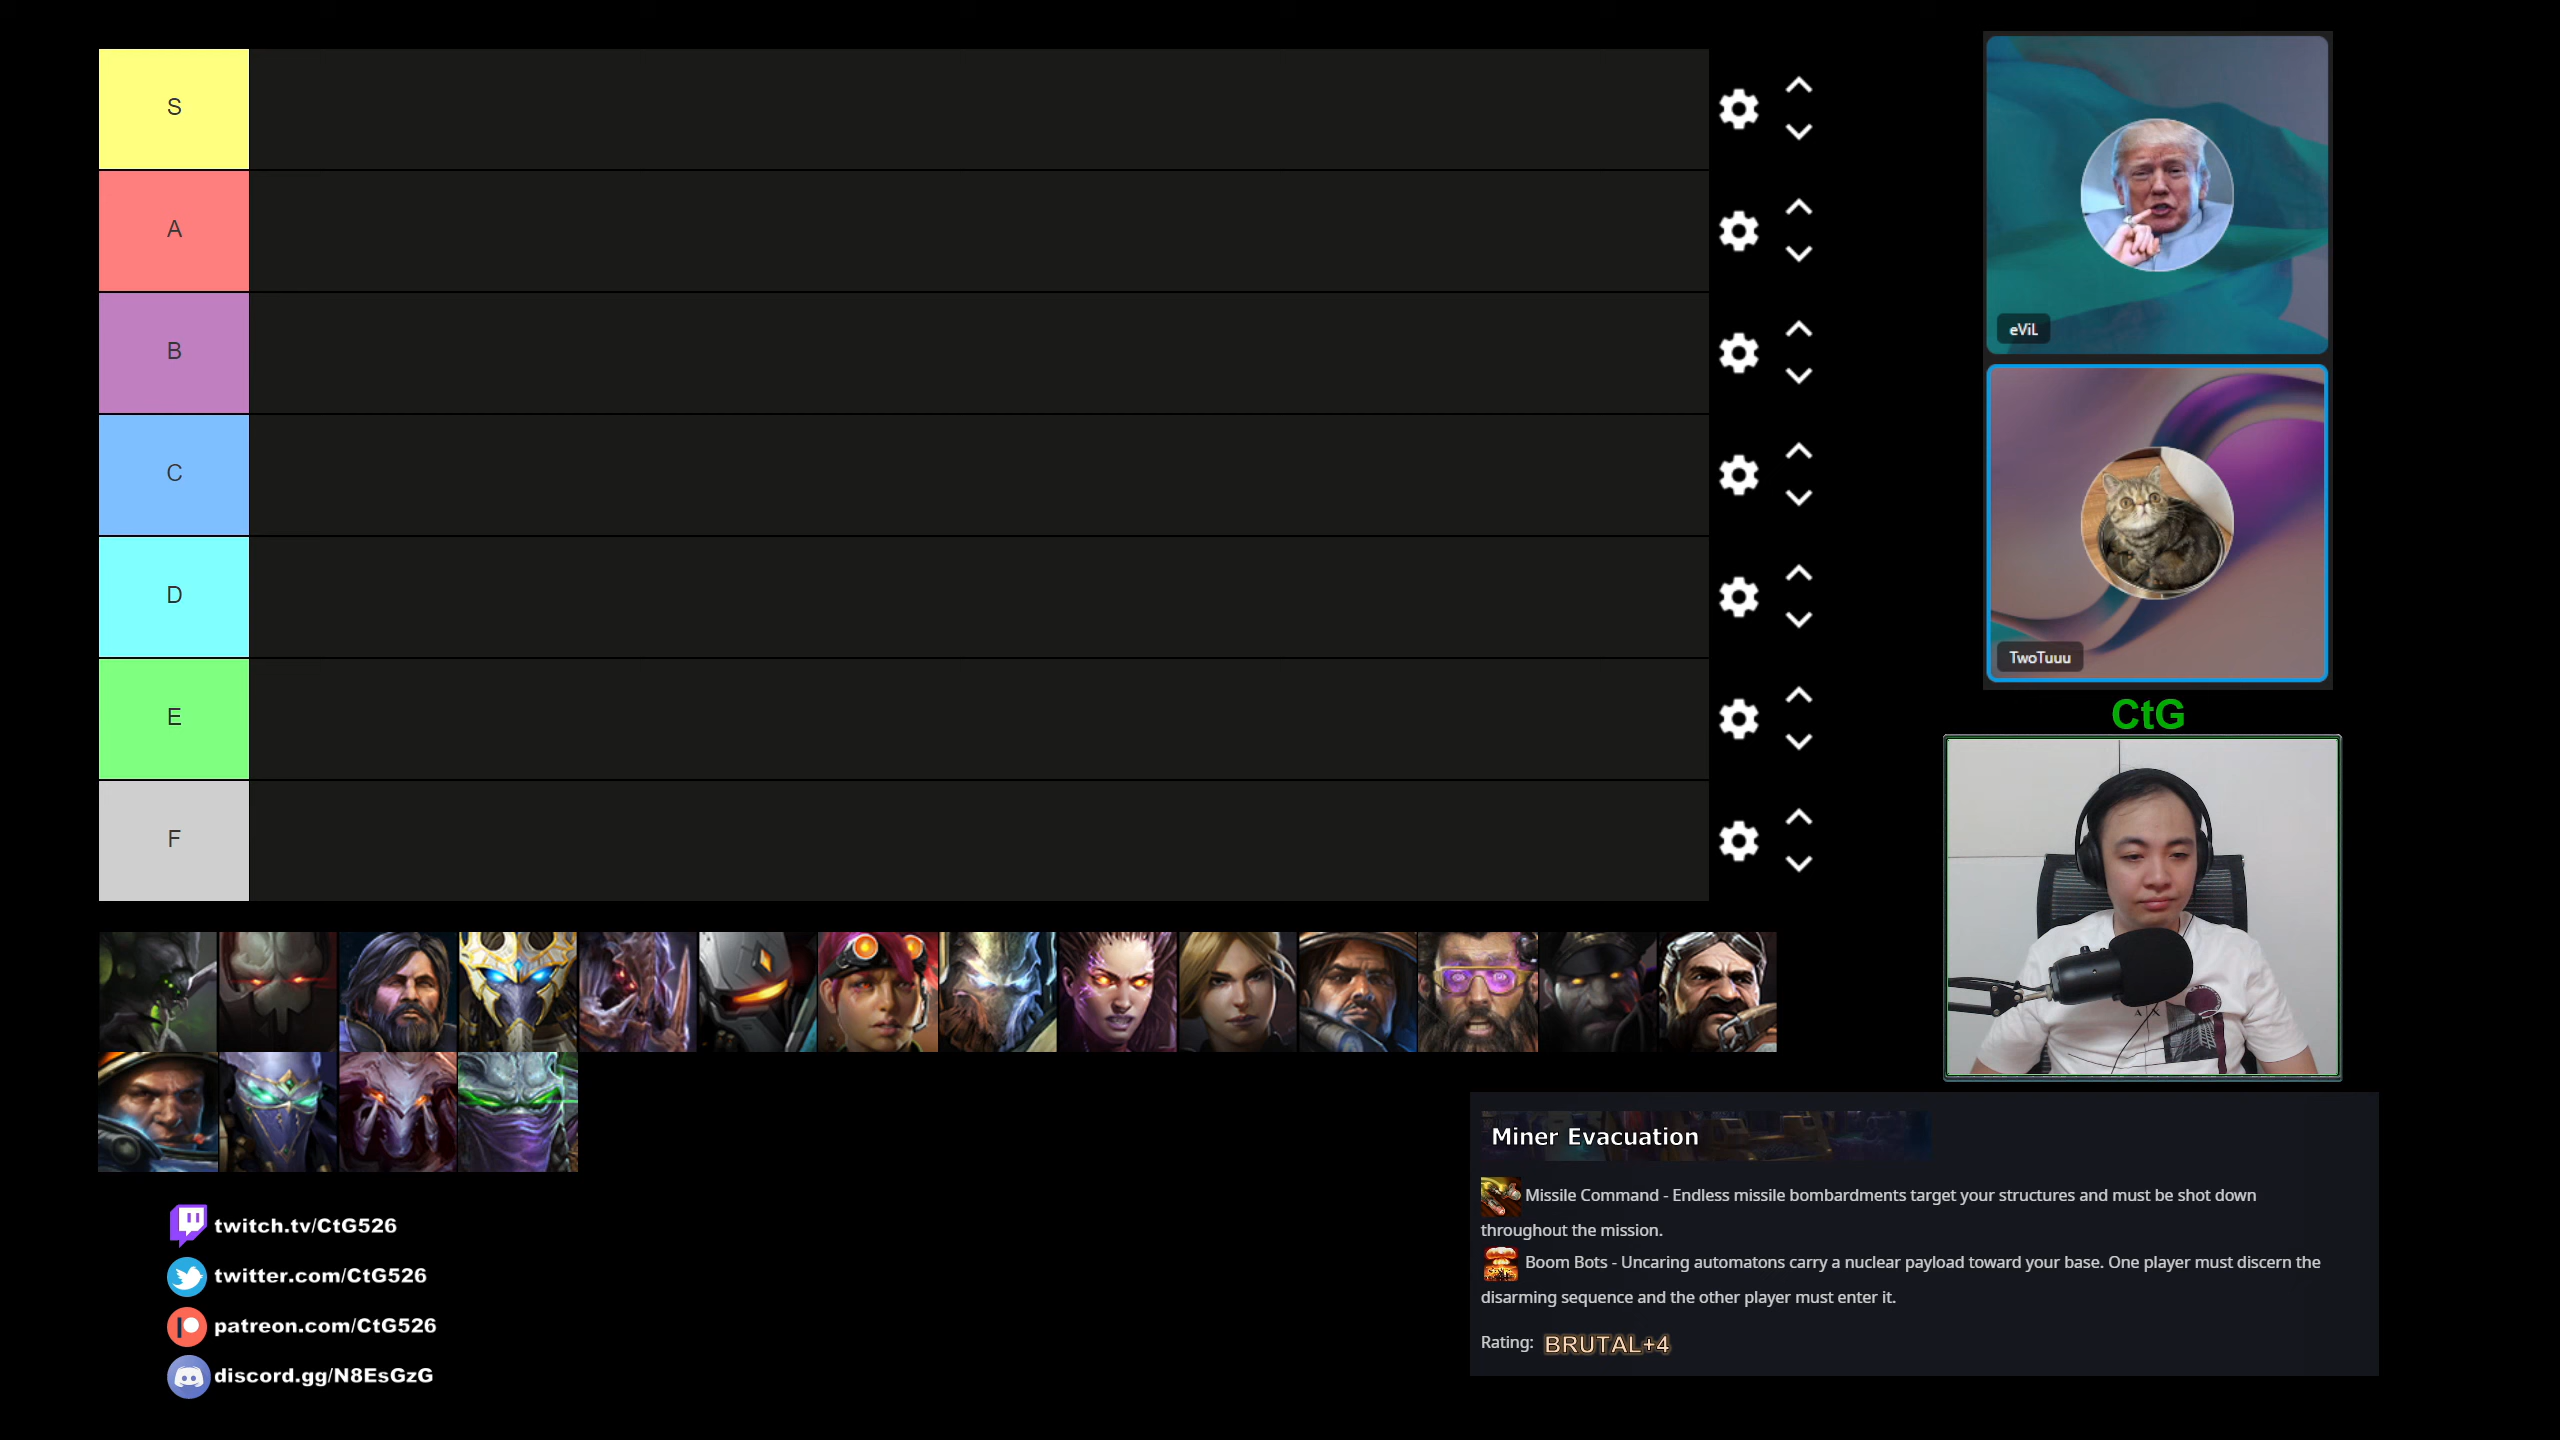 S
A
B
C
D
E
F
eViL
TwoTuuu
CtG
Miner Evacuation
Missile Command - Endless missile bombardments target your structures and must be shot down
throughout the mission.
Boom Bots - Uncaring automatons carry a nuclear payload toward your base. One player must discern the
disarming sequence and the other player must enter it.
Rating: BRUTAL+4
twitch.tv/CtG526
twitter.com/CtG526
patreon.com/CtG526
discord.gg/N8EsGzG